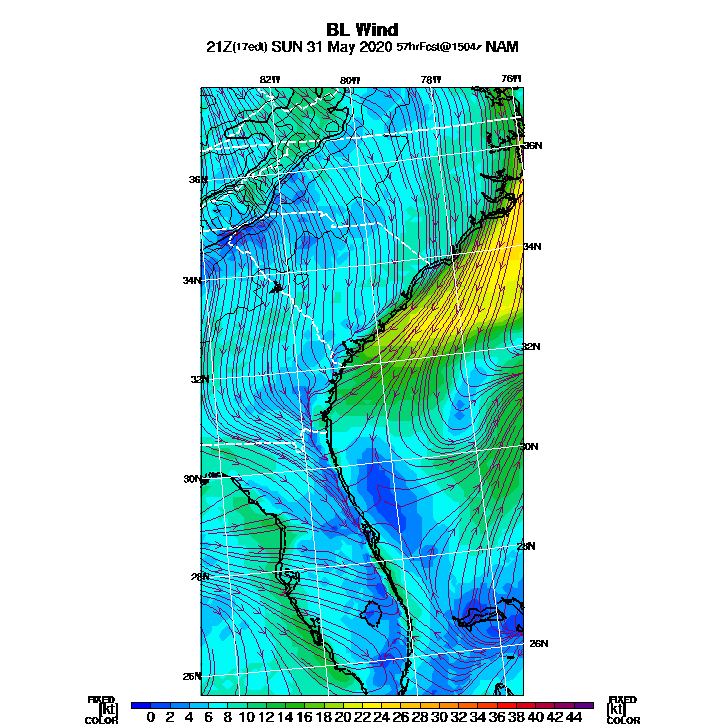 BL Wind
21Z(17edt) SUN 31 May 2020 57hrFcst@1504z NAM
82W 80W 78W 76W
36N
36N
34N
34N
32N
32N
30N
30N
28N
28N
26N
26N
FIXED FIXED
[kt] 0 2 4 6 8 10 12 14 16 18 20 22 24 26 28 30 32 34 36 38 40 42 44 [kt]
COLOR COLOR